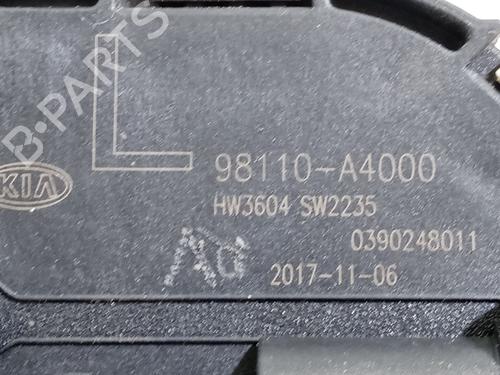 B-PARTS
L
KIA
98110-A4000
HW3604 SW2235
0390248011
2017-11-06